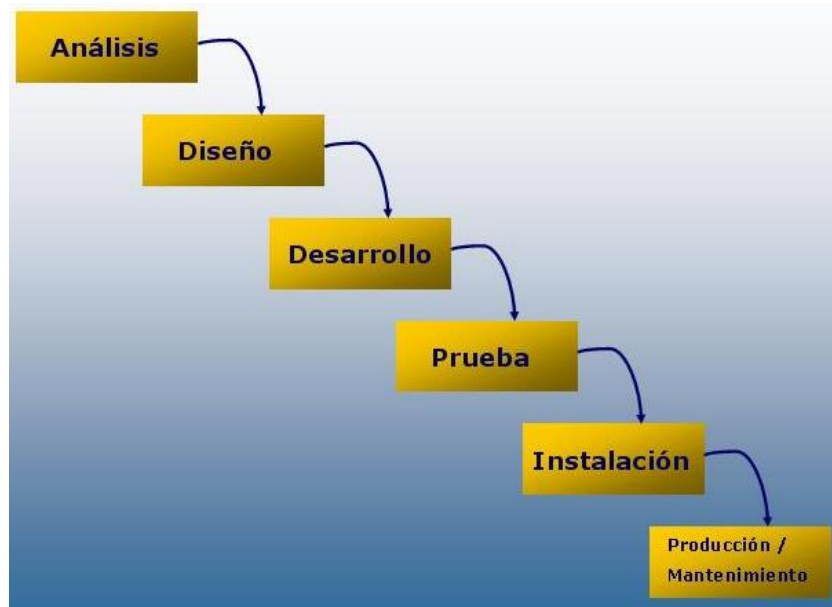 Análisis
Diseño
Desarrollo
Prueba
Instalación
Producción /
Mantenimiento